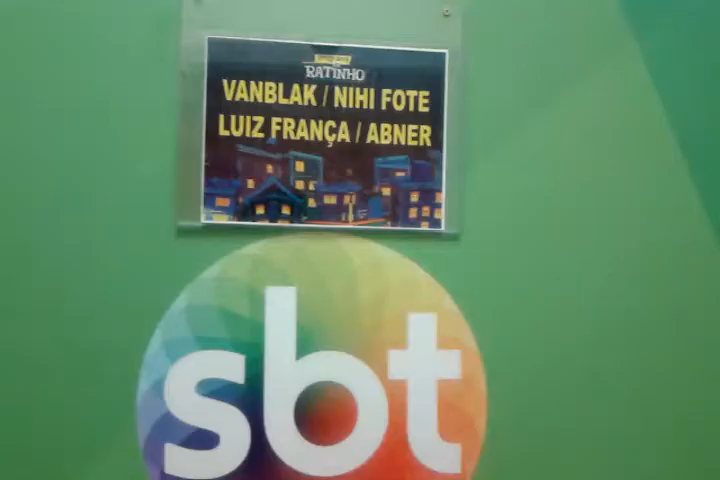 RATINHO
VANBLAK / NIHI FOTE
LUIZ FRANÇA / ABNER
sbt